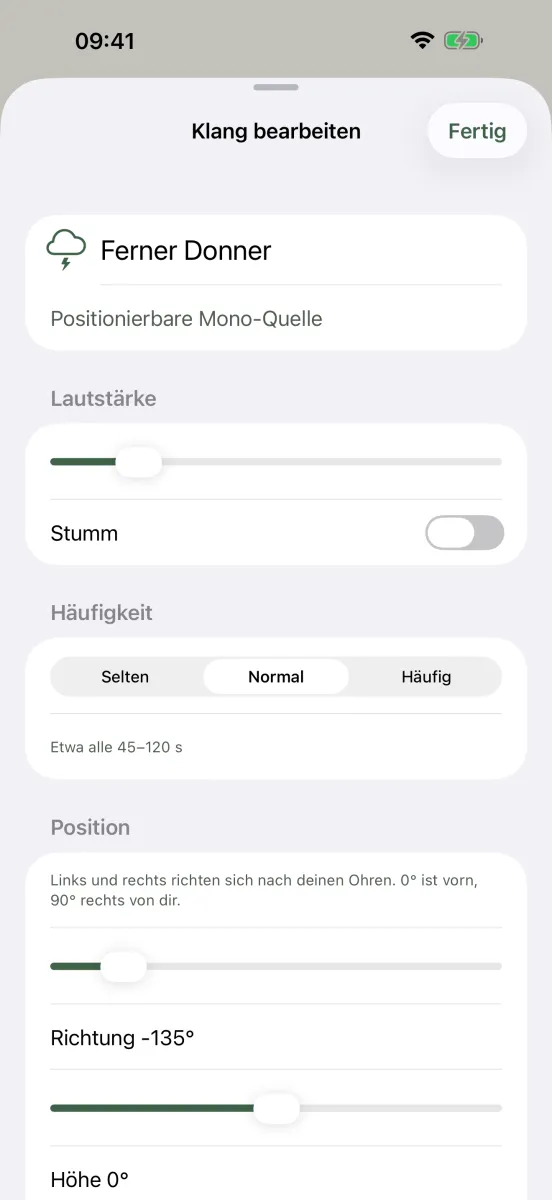 09:41
Klang bearbeiten
Fertig
Ferner Donner
Positionierbare Mono-Quelle
Lautstärke
Stumm
Häufigkeit
Selten
Normal
Häufig
Etwa alle 45–120 s
Position
Links und rechts richten sich nach deinen Ohren. 0° ist vorn,
90° rechts von dir.
Richtung -135°
Höhe 0°